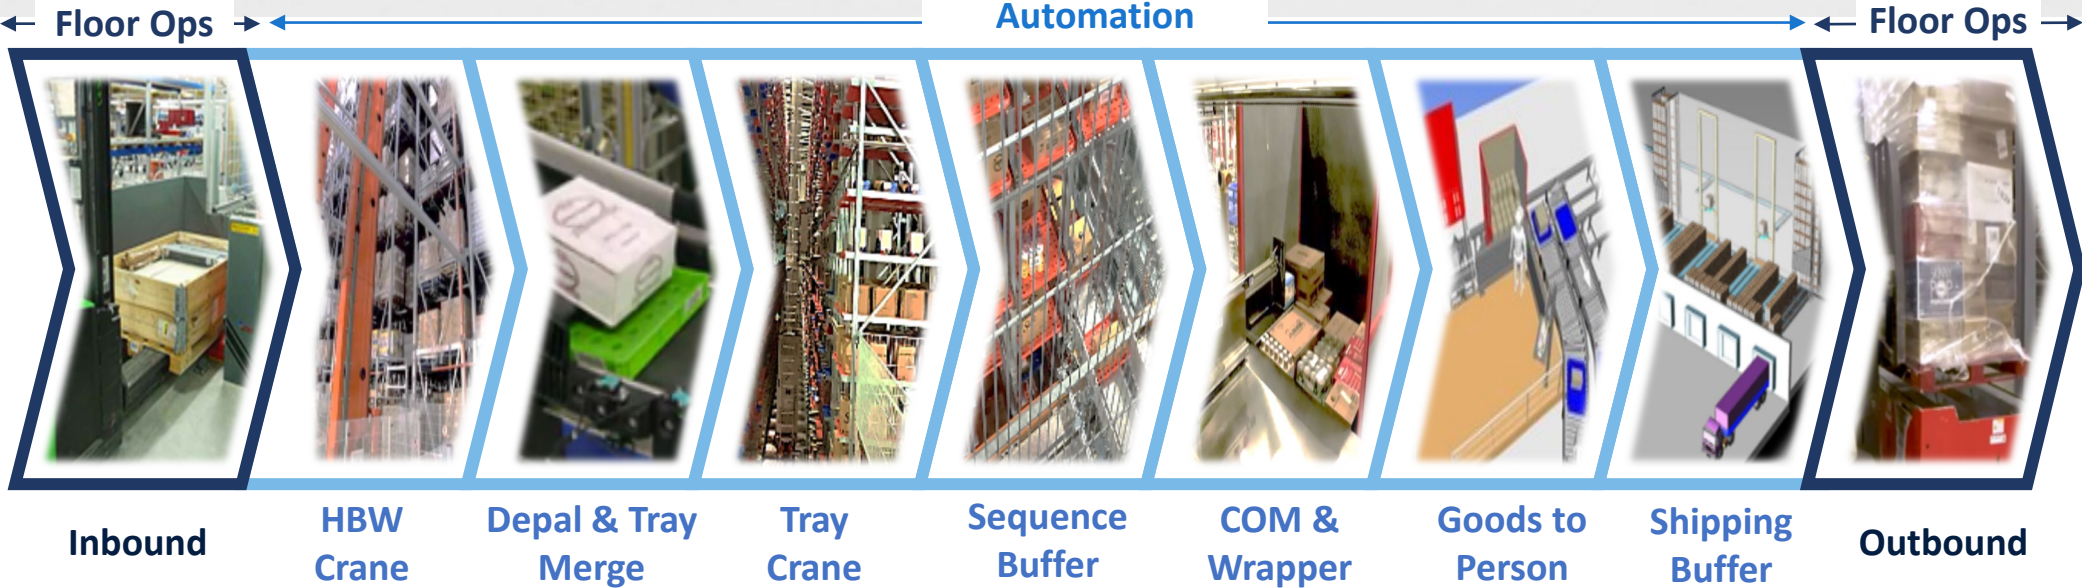 Floor Ops
Automation
Floor Ops
Inbound
HBW
Crane
Depal & Tray
Merge
Tray
Crane
Sequence
Buffer
COM &
Wrapper
Goods to
Person
Shipping
Buffer
Outbound